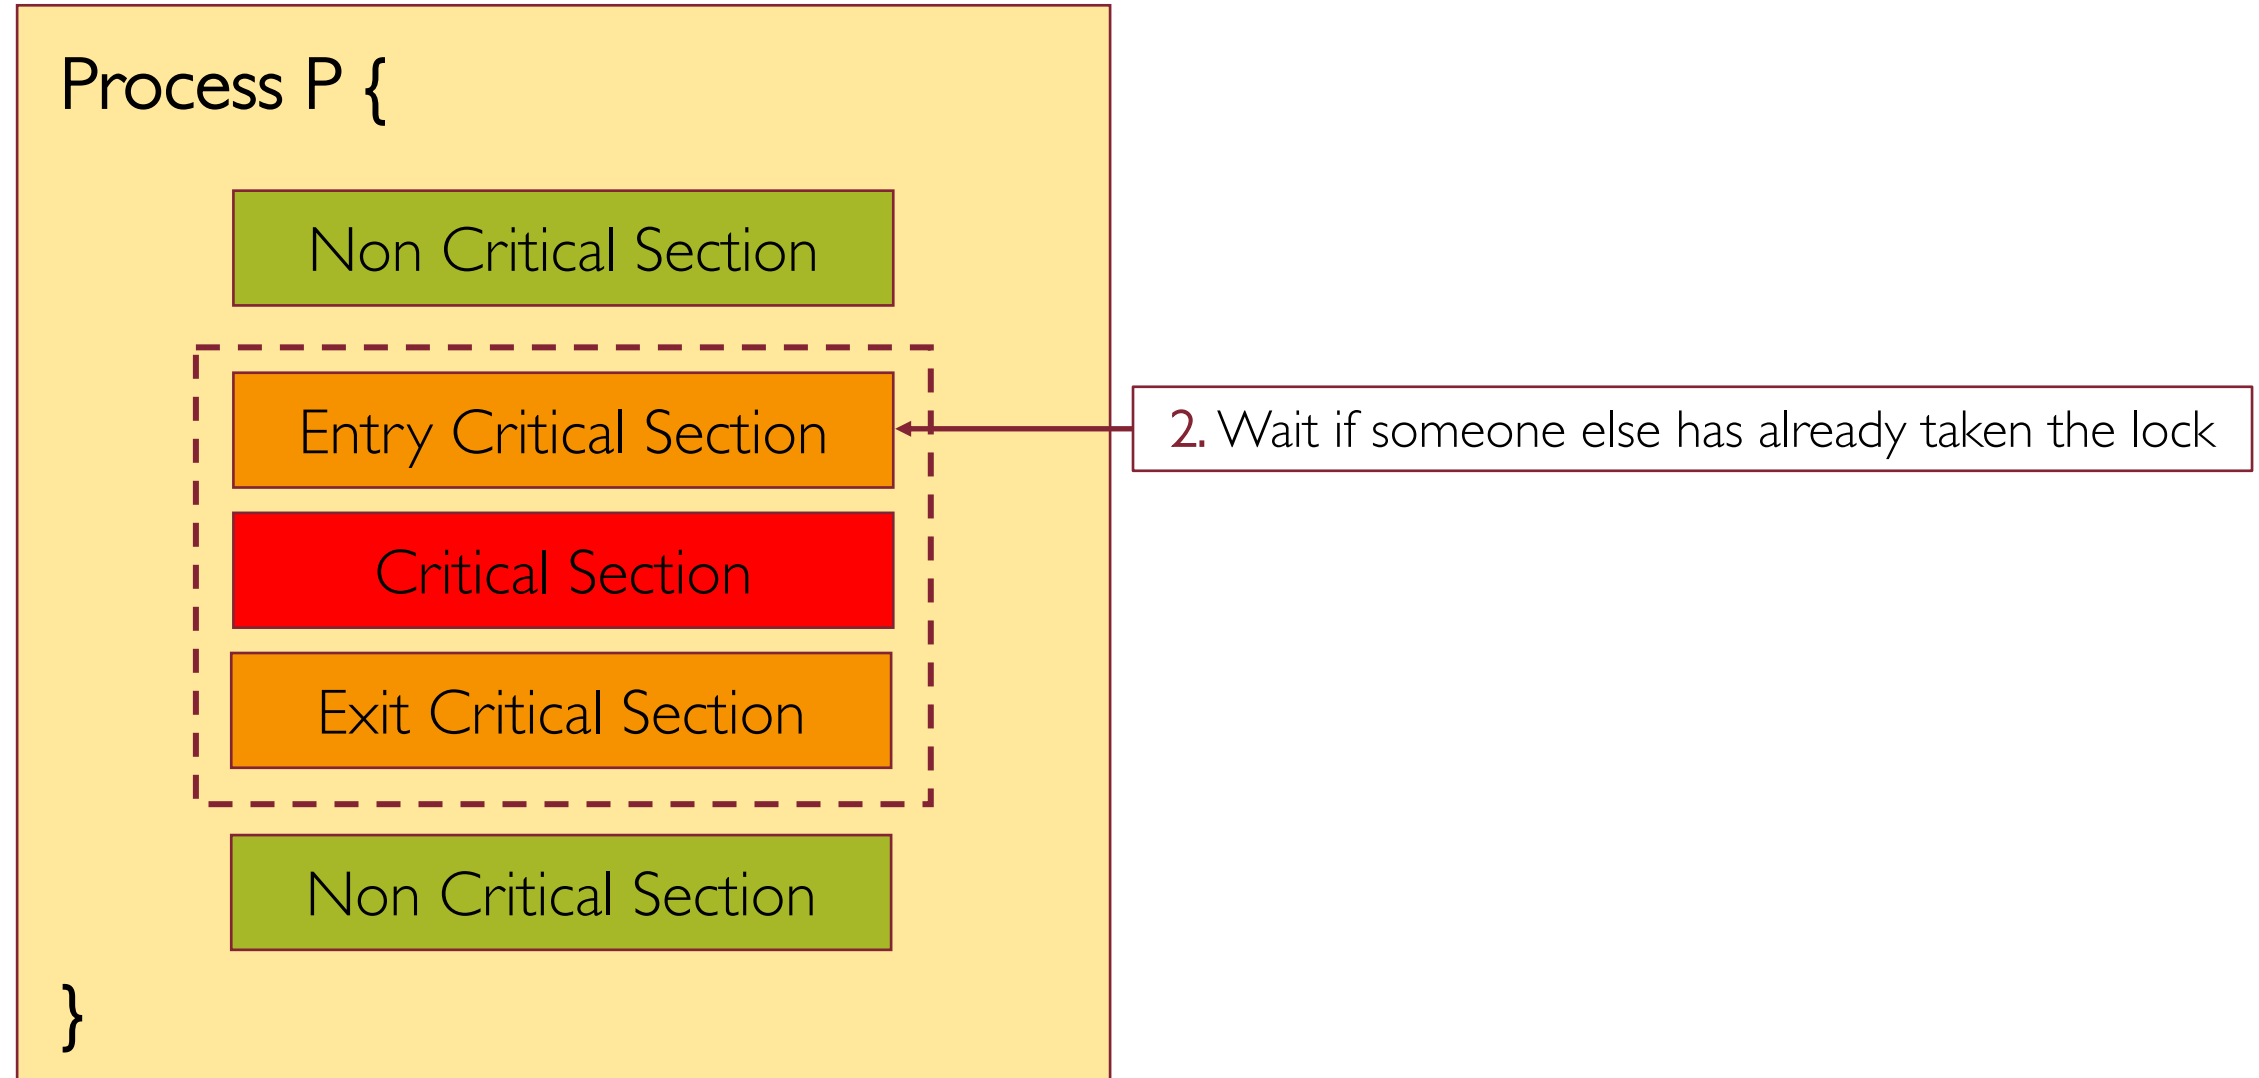 Process P {
Non Critical Section
Entry Critical Section
2. Wait if someone else has already taken the lock
Critical Section
Exit Critical Section
Non Critical Section
}